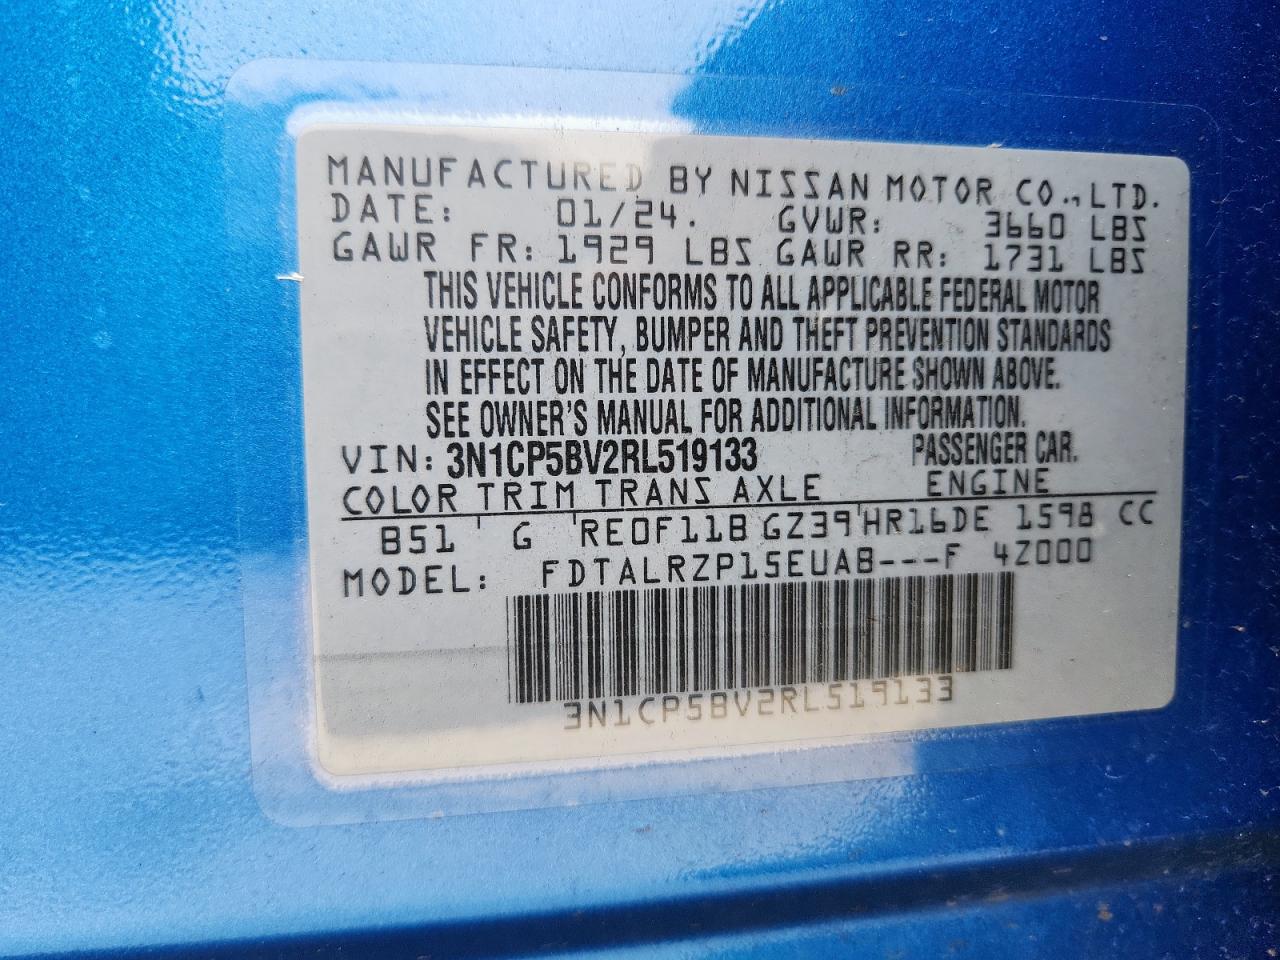 MANUFACTURED BY NISSAN MOTOR CO., LTD.
DATE: 01/24. GVWR: 3660 LBS
GAWR FR: 1929 LBS GAWR RR: 1731 LBS
THIS VEHICLE CONFORMS TO ALL APPLICABLE FEDERAL MOTOR
VEHICLE SAFETY, BUMPER AND THEFT PREVENTION STANDARDS
IN EFFECT ON THE DATE OF MANUFACTURE SHOWN ABOVE.
SEE OWNER'S MANUAL FOR ADDITIONAL INFORMATION.
VIN: 3N1CP5BV2RL519133 PASSENGER CAR.
COLOR TRIM TRANS AXLE ENGINE
B51 ' G 'RE0F11B GZ39'HR16DE 1598 CC
MODEL: FDTALRZP15EUAB---F 4Z000
3N1CP5BV2RL519133